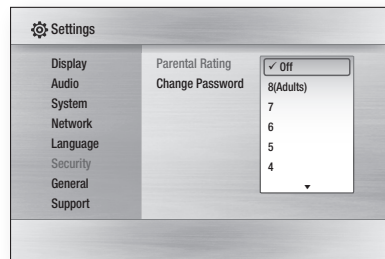 Settings
Display
Audio
System
Network
Language
Security
General
Support
Parental Rating
Change Password
✓ Off
8(Adults)
7
6
5
4